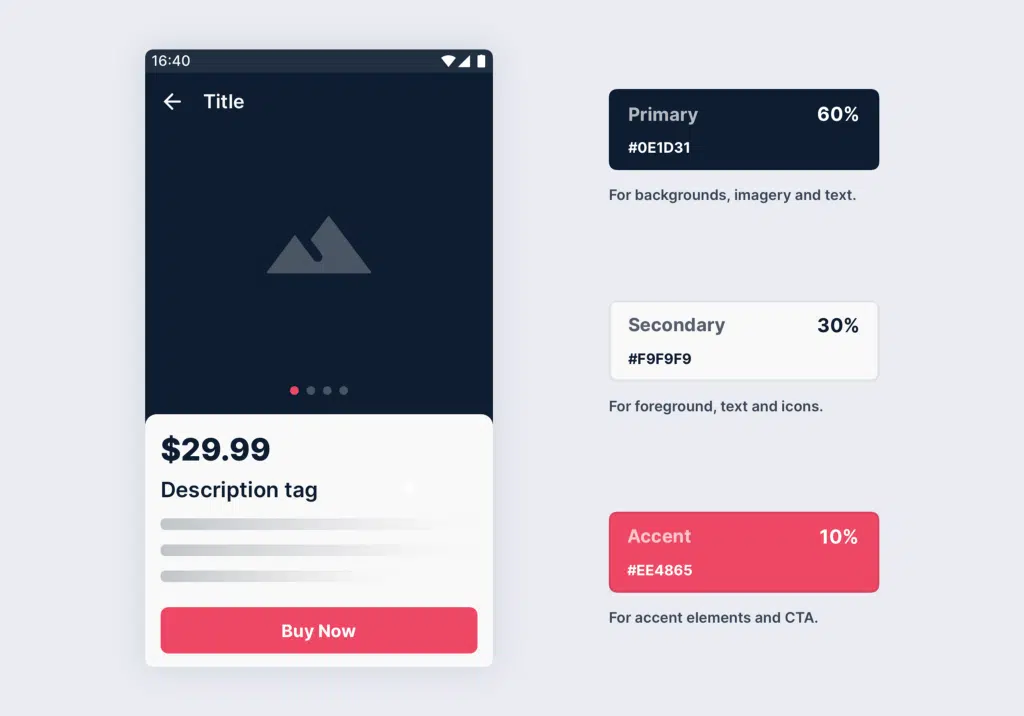 16:40
Title
$29.99
Description tag
Buy Now
Primary 60%
#0E1D31
For backgrounds, imagery and text.
Secondary 30%
#F9F9F9
For foreground, text and icons.
Accent 10%
#EE4865
For accent elements and CTA.